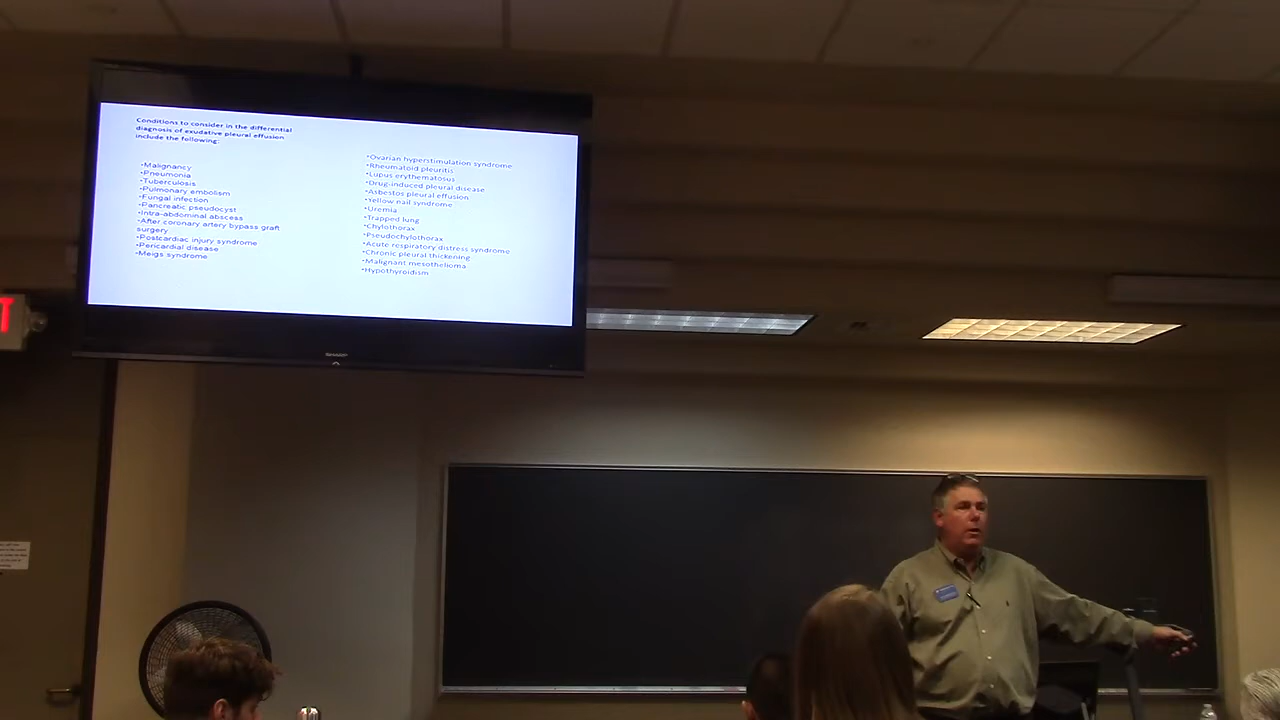 Conditions to consider in the differential
diagnosis of exudative pleural effusion
include the following:
•Malignancy
•Pneumonia
•Tuberculosis
•Pulmonary embolism
•Fungal infection
•Pancreatic pseudocyst
•Intra-abdominal abscess
•After coronary artery bypass graft
surgery
•Postcardiac injury syndrome
•Pericardial disease
•Meigs syndrome
•Ovarian hyperstimulation syndrome
•Rheumatoid pleuritis
•Lupus erythematosus
•Drug-induced pleural disease
•Asbestos pleural effusion
•Yellow nail syndrome
•Uremia
•Trapped lung
•Chylothorax
•Pseudochylothorax
•Acute respiratory distress syndrome
•Chronic pleural thickening
•Malignant mesothelioma
•Hypothyroidism
SHARP
T